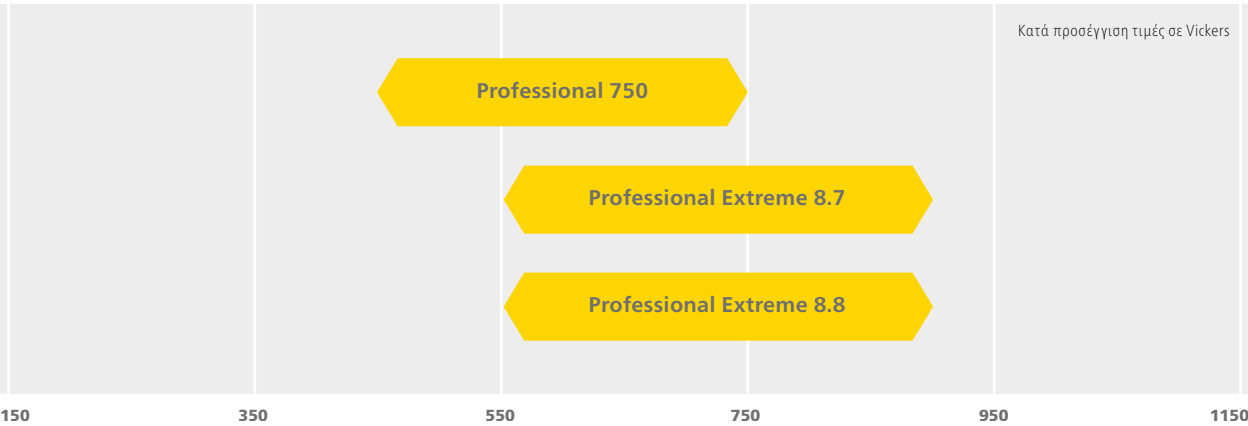 Κατά προσέγγιση τιμές σε Vickers
Professional 750
Professional Extreme 8.7
Professional Extreme 8.8
150 350 550 750 950 1150